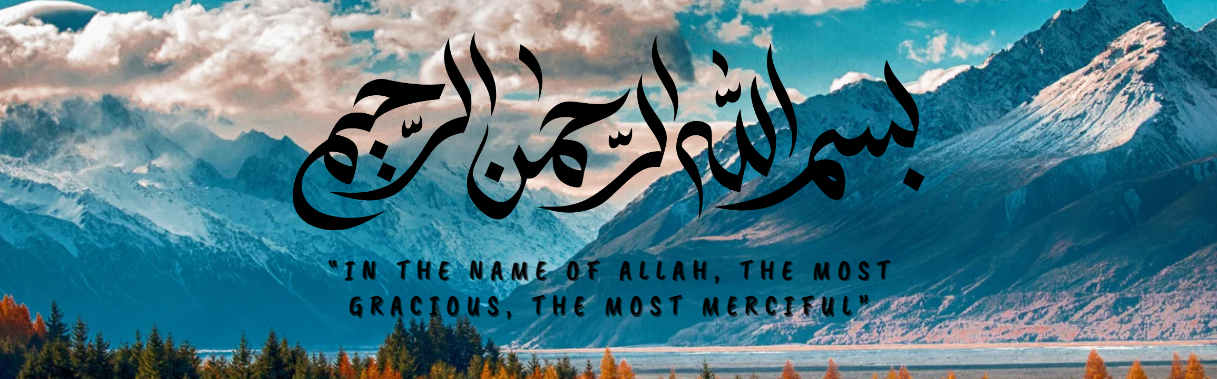 بسم الله الرحمن الرحيم
"IN THE NAME OF ALLAH, THE MOST
GRACIOUS, THE MOST MERCIFUL"